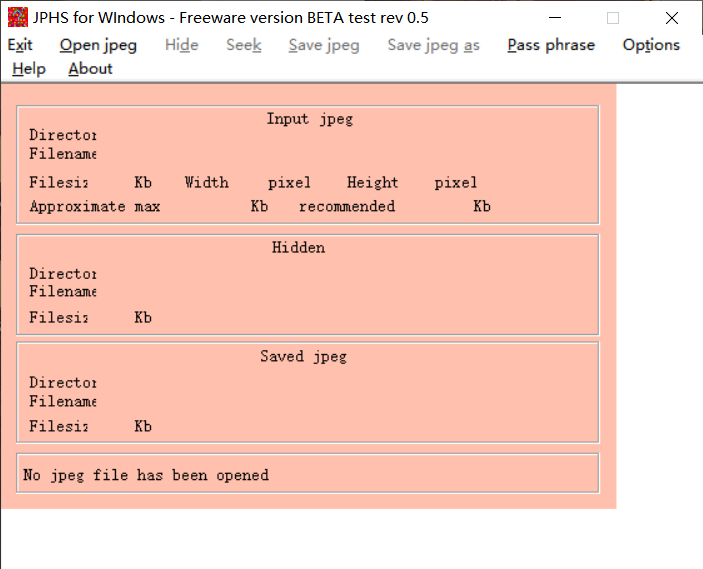 JPHS for WIndows - Freeware version BETA test rev 0.5
Exit Open jpeg Hide Seek Save jpeg Save jpeg as Pass phrase Options
Help About
Input jpeg
Director
Filename
Filesiz Kb Width pixel Height pixel
Approximate max Kb recommended Kb
Hidden
Director
Filename
Filesiz Kb
Saved jpeg
Director
Filename
Filesiz Kb
No jpeg file has been opened